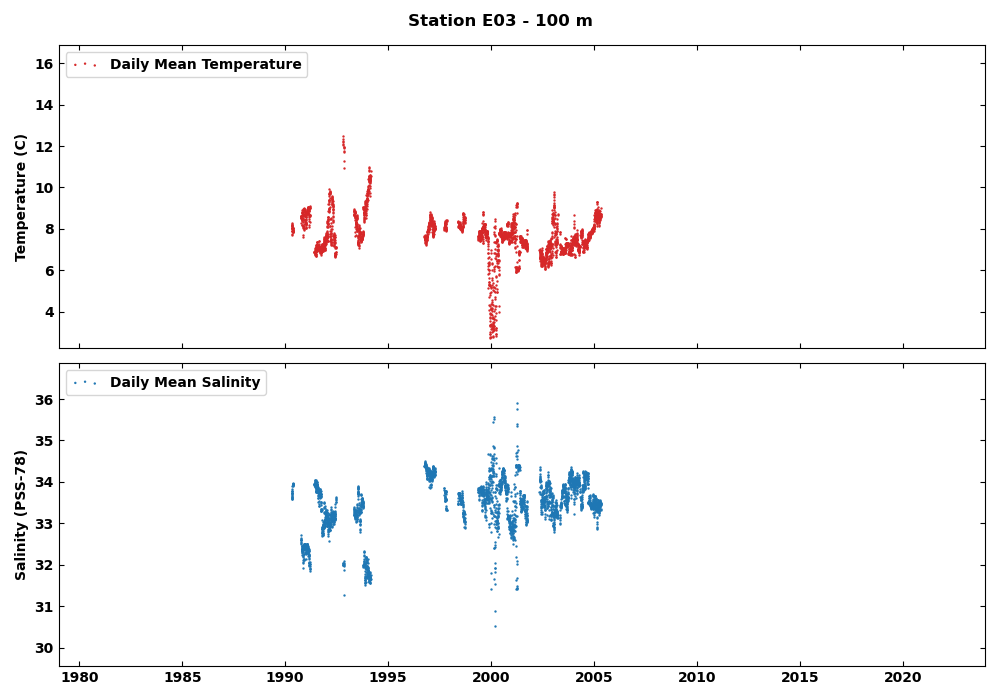 Station E03 - 100 m
Daily Mean Temperature
Temperature (C)
16
14
12
10
8
6
4
Daily Mean Salinity
Salinity (PSS-78)
36
35
34
33
32
31
30
1980 1985 1990 1995 2000 2005 2010 2015 2020